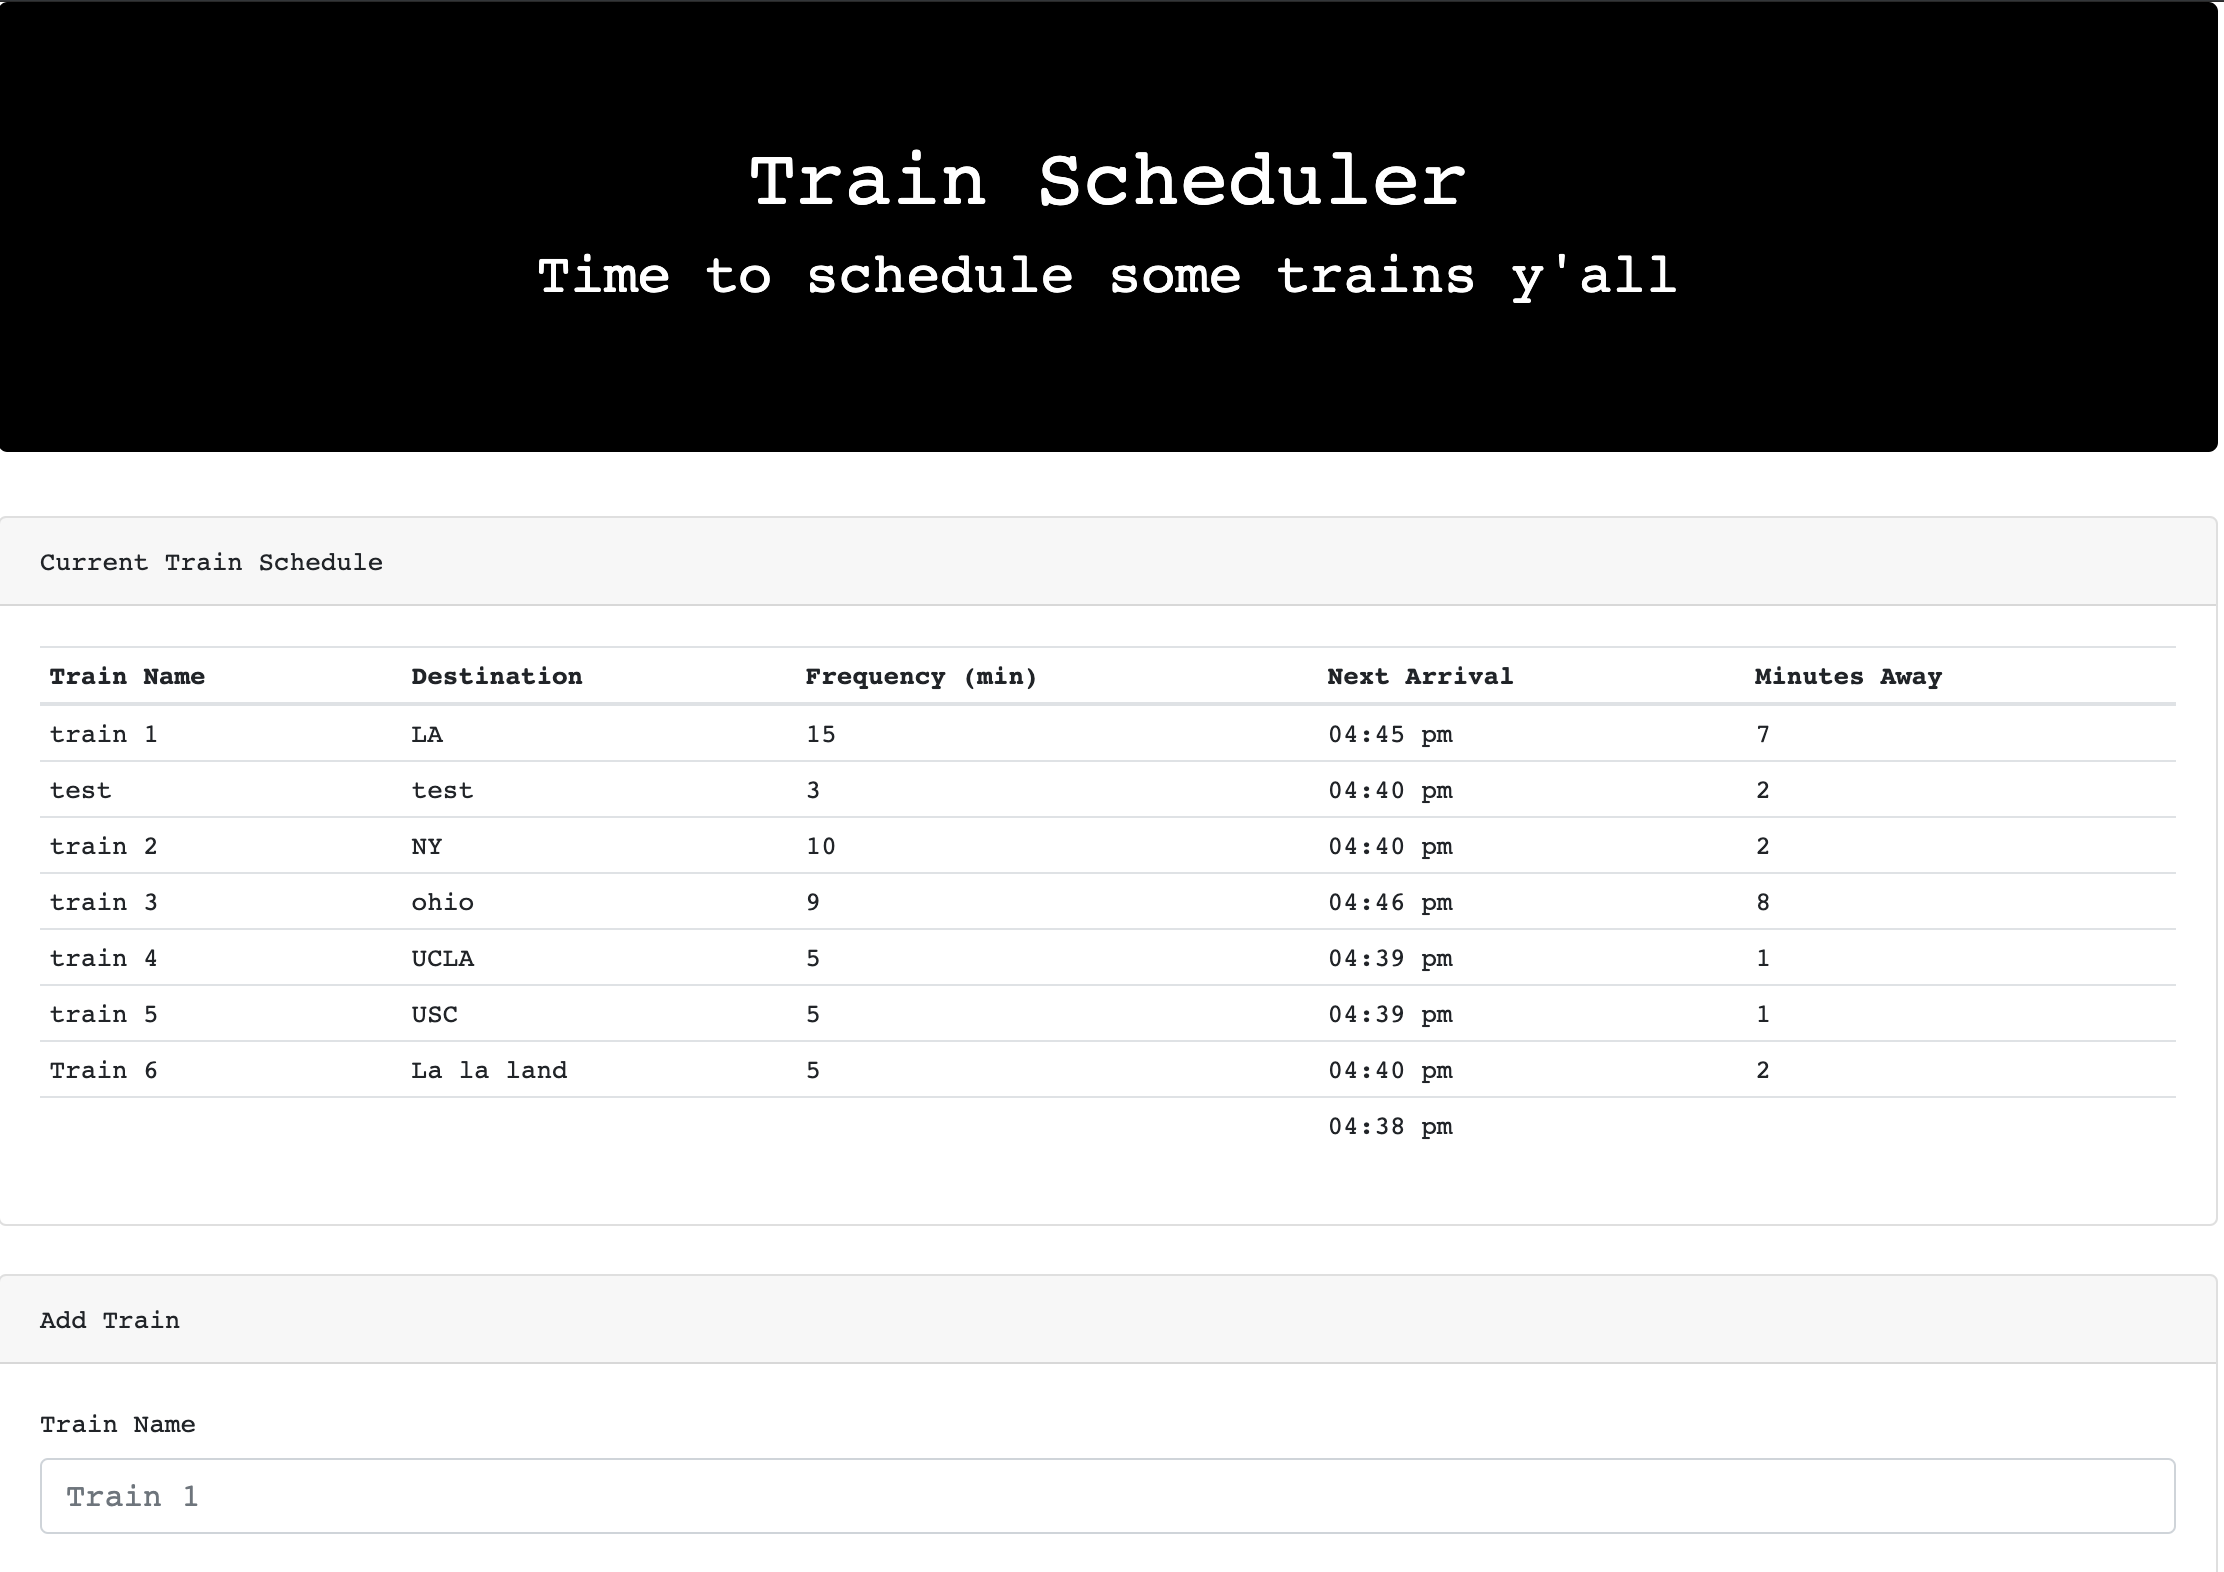 Train Scheduler
Time to schedule some trains y'all
Current Train Schedule
Train Name Destination Frequency (min) Next Arrival Minutes Away
train 1 LA 15 04:45 pm 7
test test 3 04:40 pm 2
train 2 NY 10 04:40 pm 2
train 3 ohio 9 04:46 pm 8
train 4 UCLA 5 04:39 pm 1
train 5 USC 5 04:39 pm 1
Train 6 La la land 5 04:40 pm 2
04:38 pm
Add Train
Train Name
Train 1